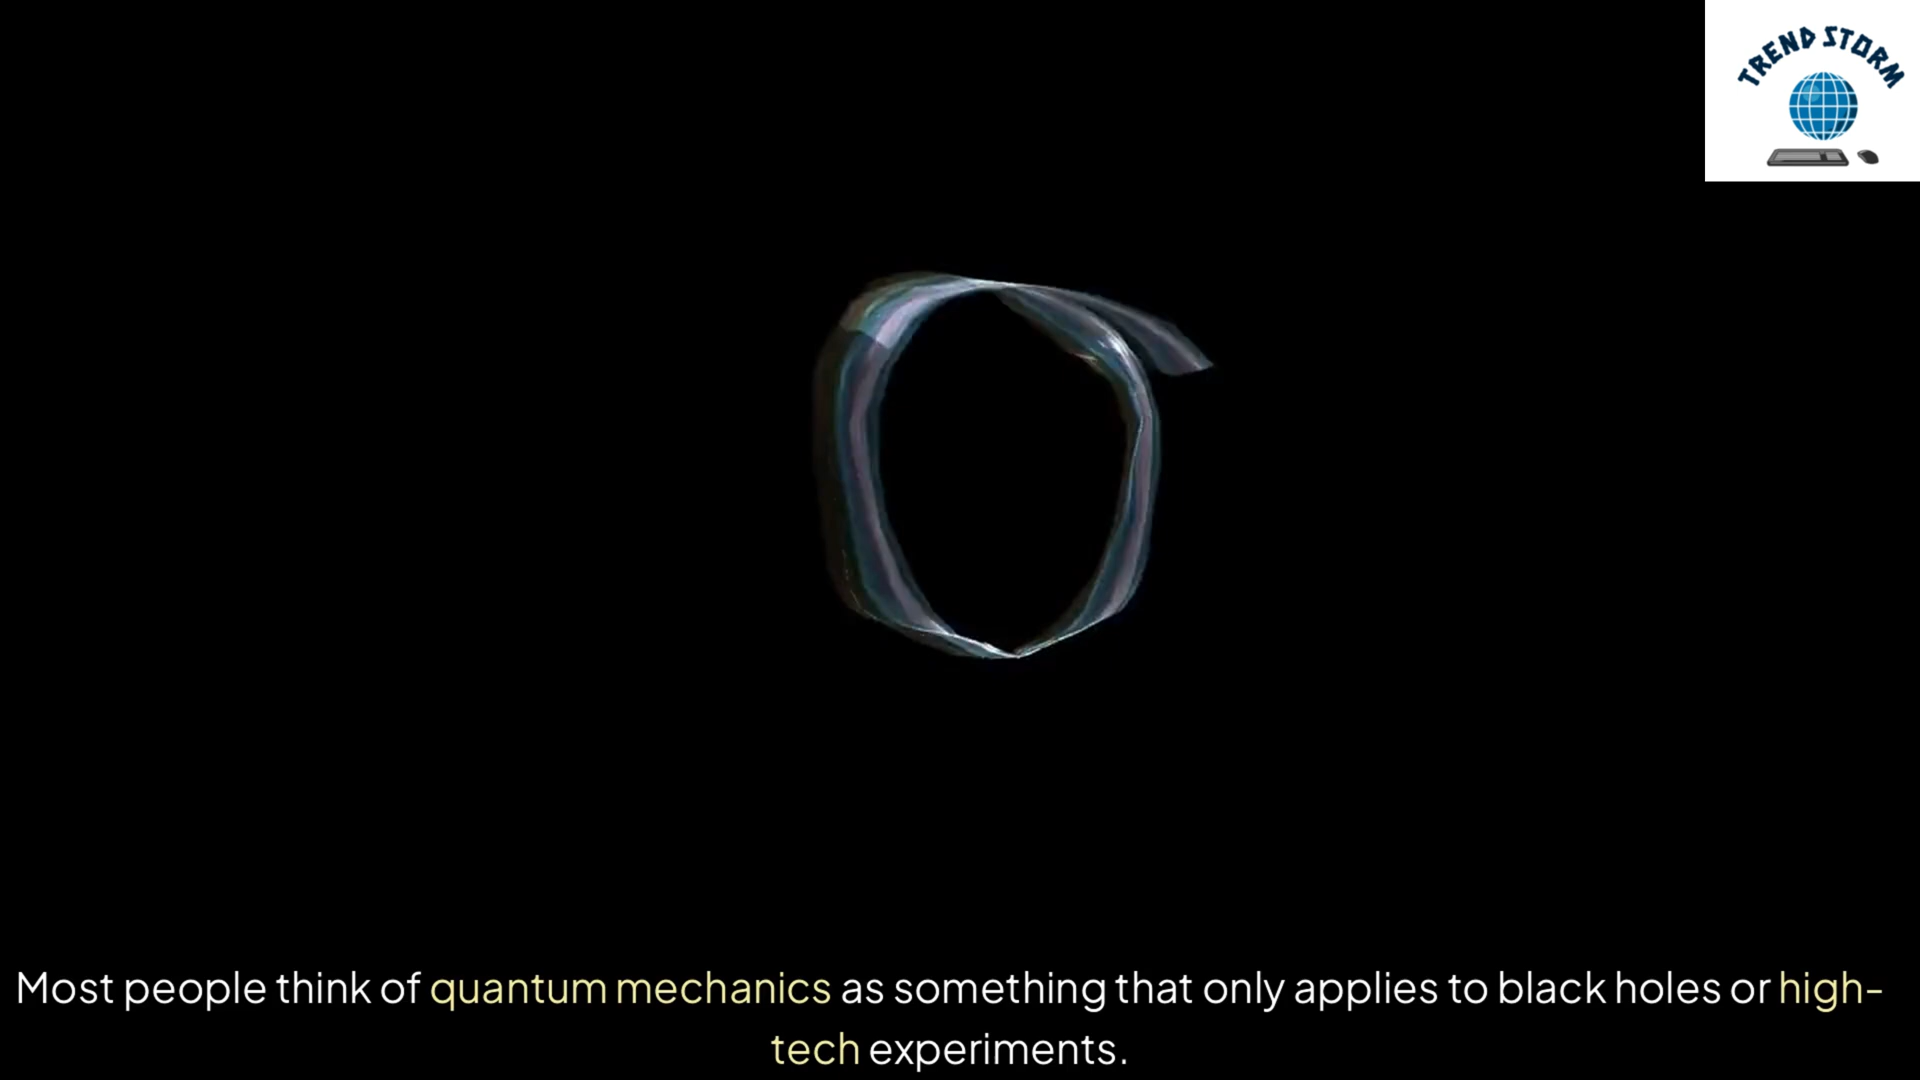 TREND STORM
Most people think of quantum mechanics as something that only applies to black holes or high-
tech experiments.